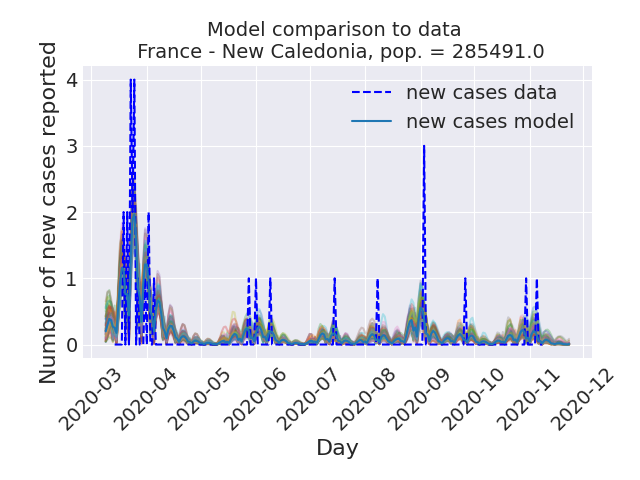 Model comparison to data
France - New Caledonia, pop. = 285491.0
Number of new cases reported
4
3
2
1
0
new cases data
new cases model
2020-03
2020-04
2020-05
2020-06
2020-07
2020-08
2020-09
2020-10
2020-11
2020-12
Day